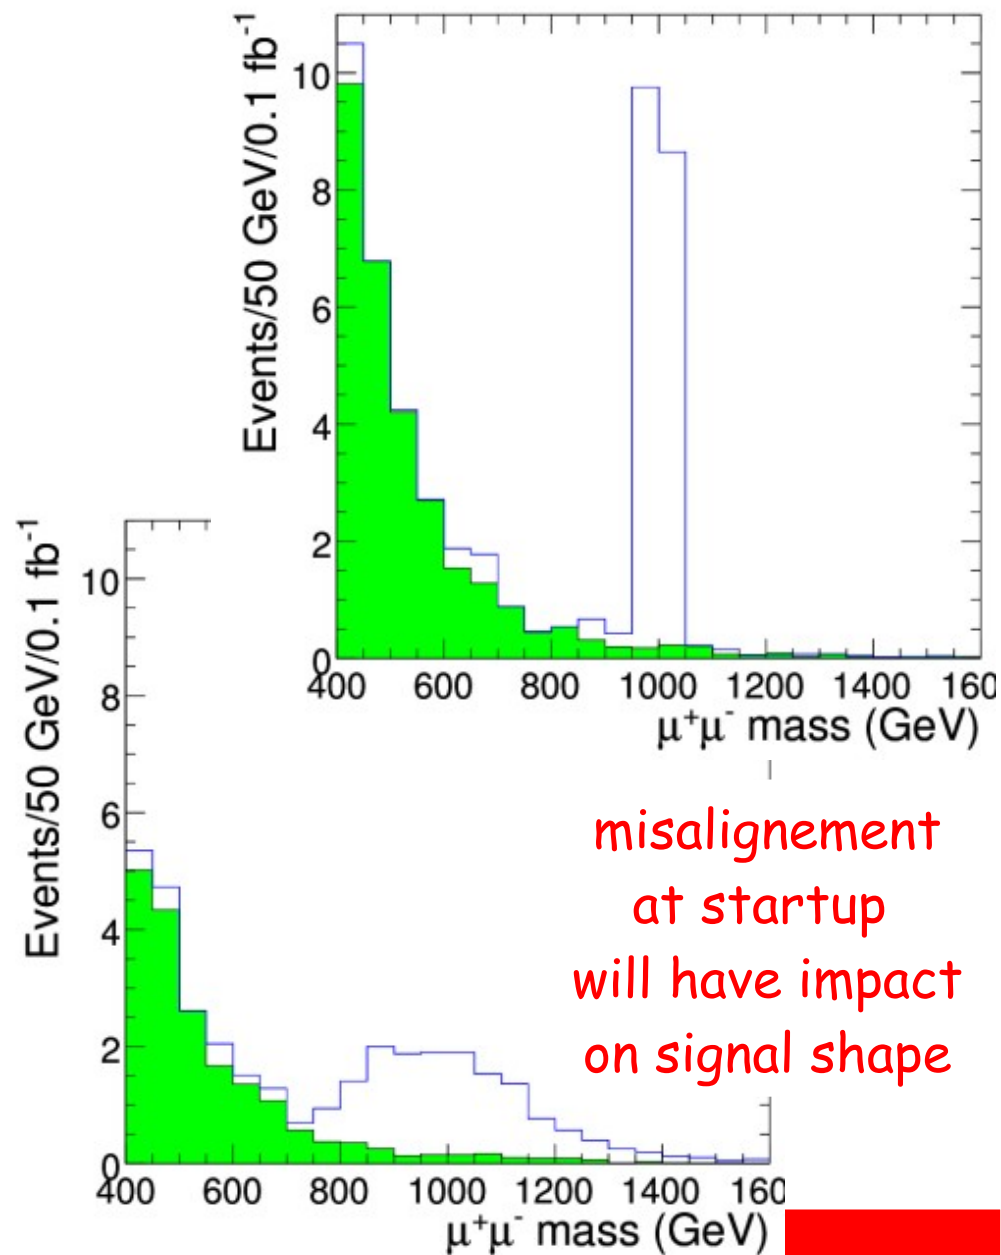 Events/50 GeV/0.1 fb⁻¹
10
8
6
4
2
0
400 600 800 1000 1200 1400 160
μ⁺μ⁻ mass (GeV)
Events/50 GeV/0.1 fb⁻¹
10
8
6
4
2
0
400 600 800 1000 1200 1400 160
μ⁺μ⁻ mass (GeV)
misalignement
at startup
will have impact
on signal shape